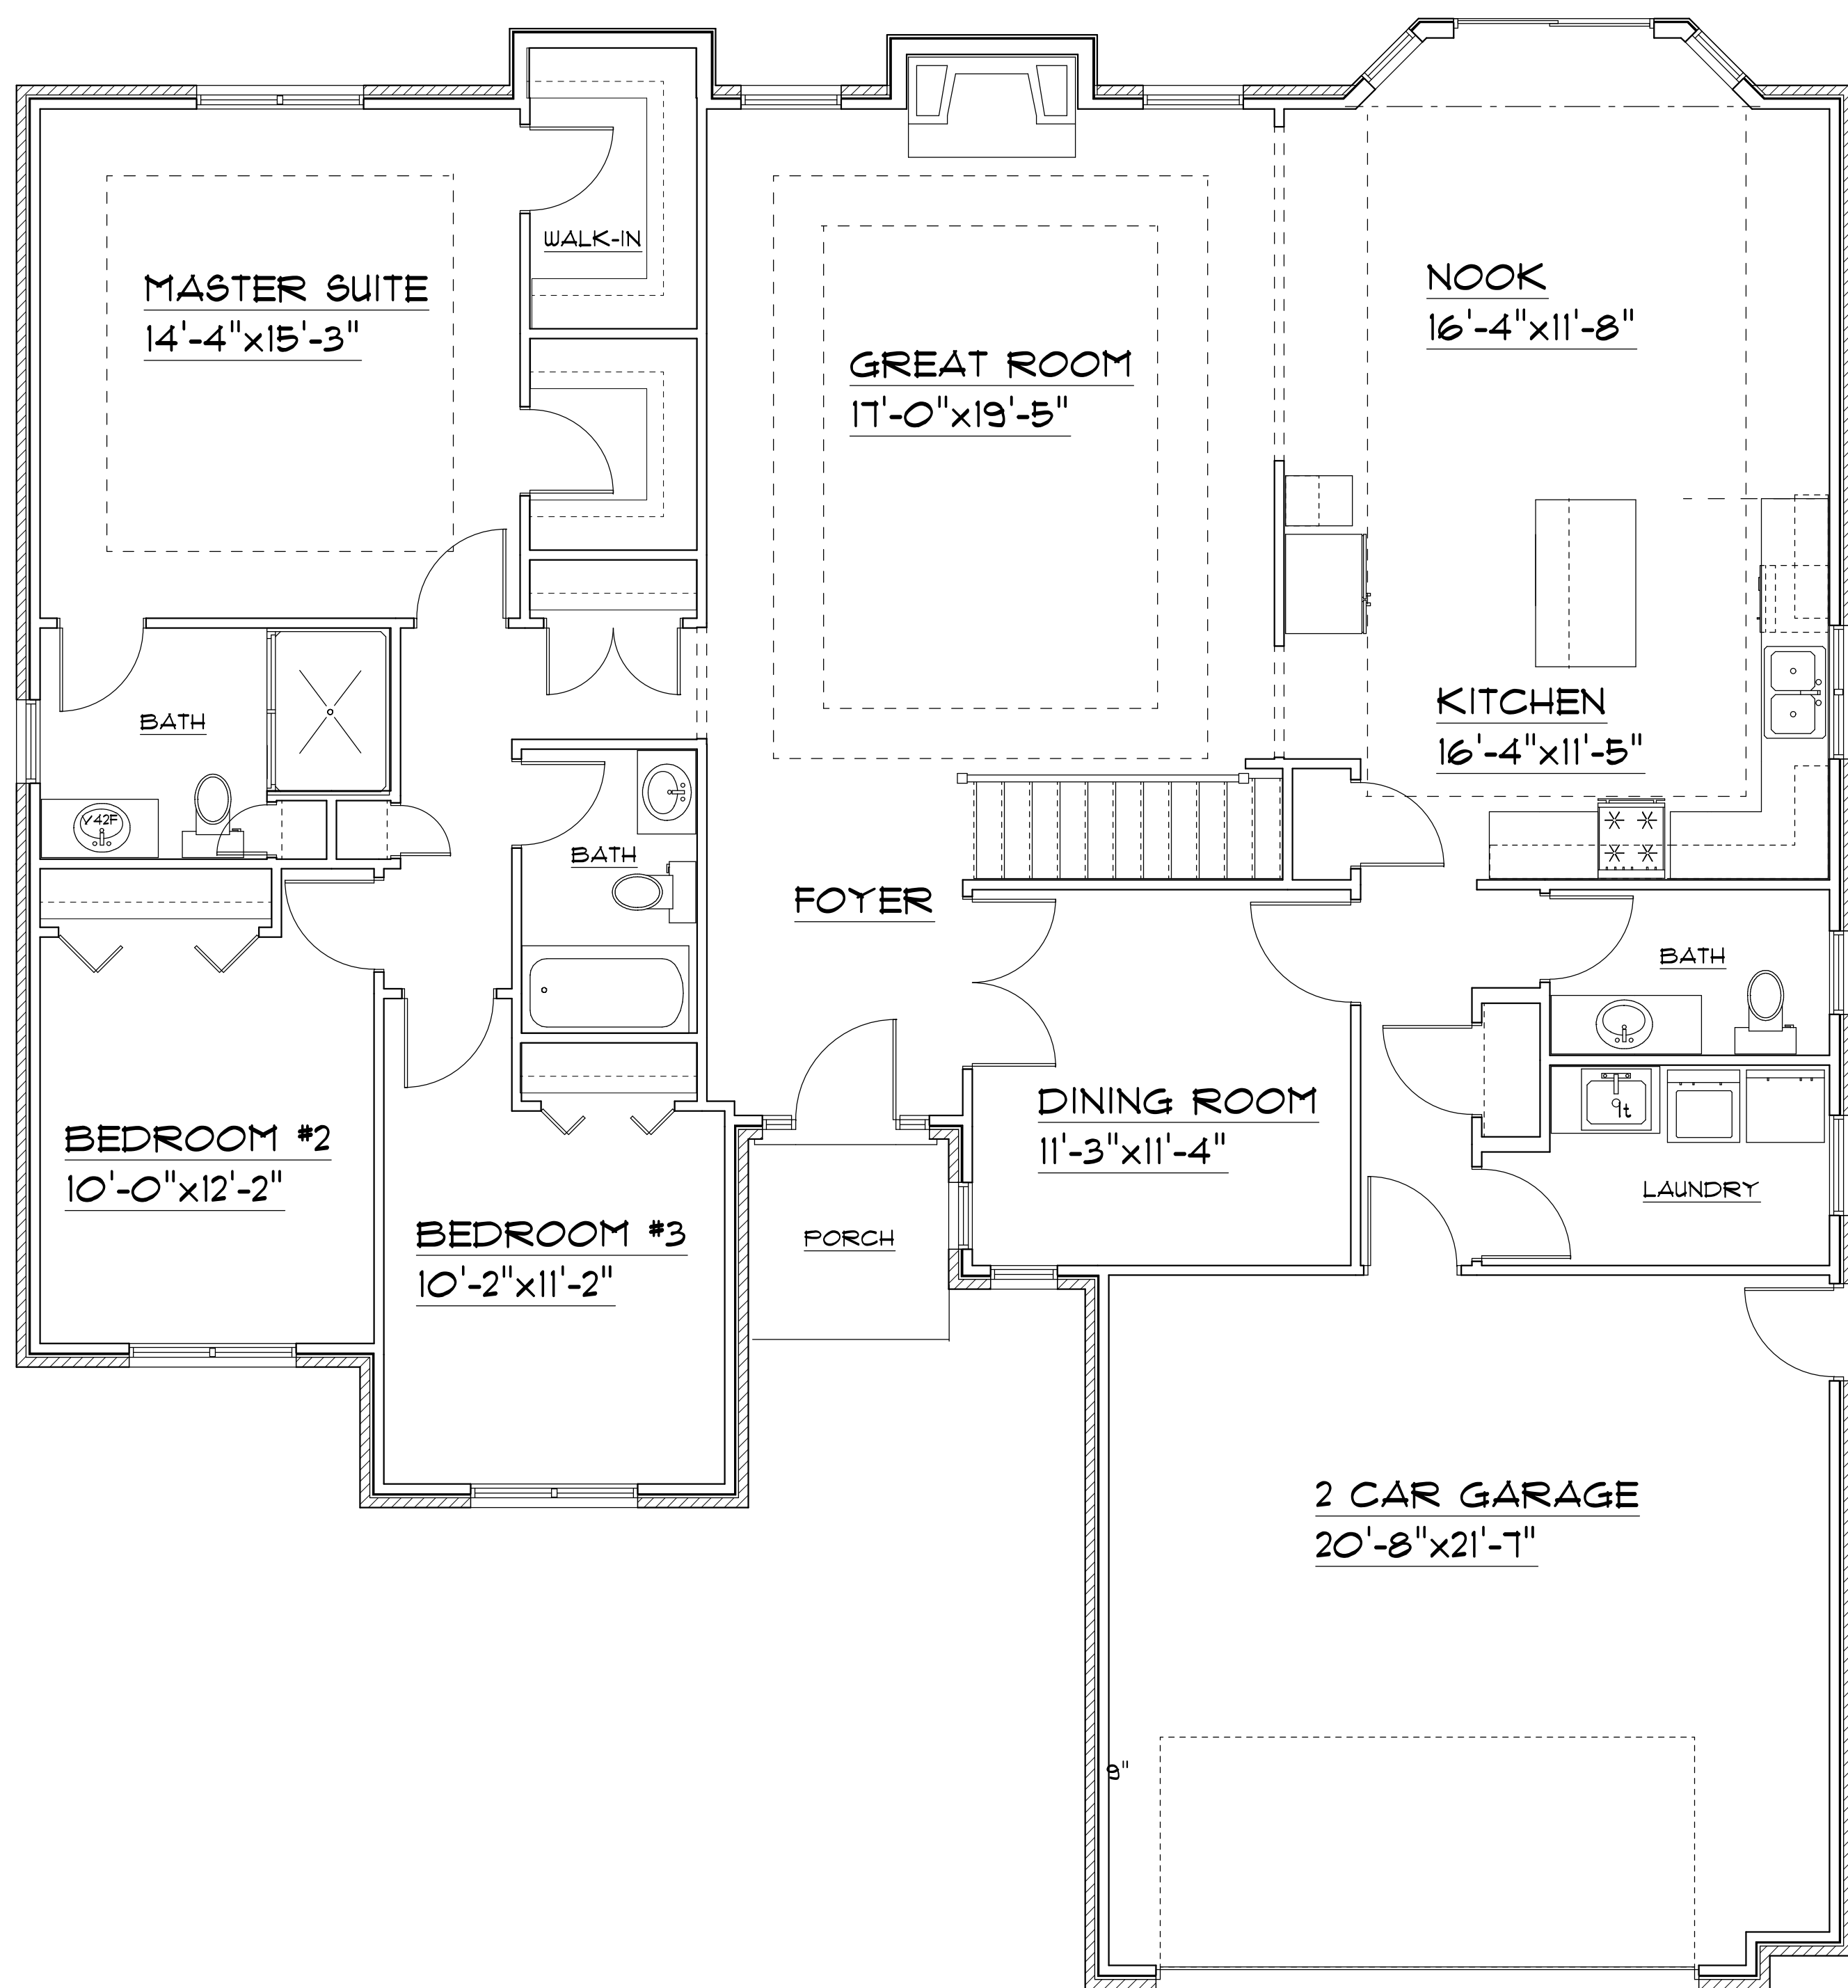 WALK-IN
MASTER SUITE
14'-4"x15'-3"
NOOK
16'-4"x11'-8"
GREAT ROOM
17'-0"x19'-5"
BATH
KITCHEN
16'-4"x11'-5"
V42F
BATH
FOYER
BATH
DINING ROOM
11'-3"x11'-4"
9t
BEDROOM #2
10'-0"x12'-2"
LAUNDRY
BEDROOM #3
10'-2"x11'-2"
PORCH
2 CAR GARAGE
20'-8"x21'-7"
8"